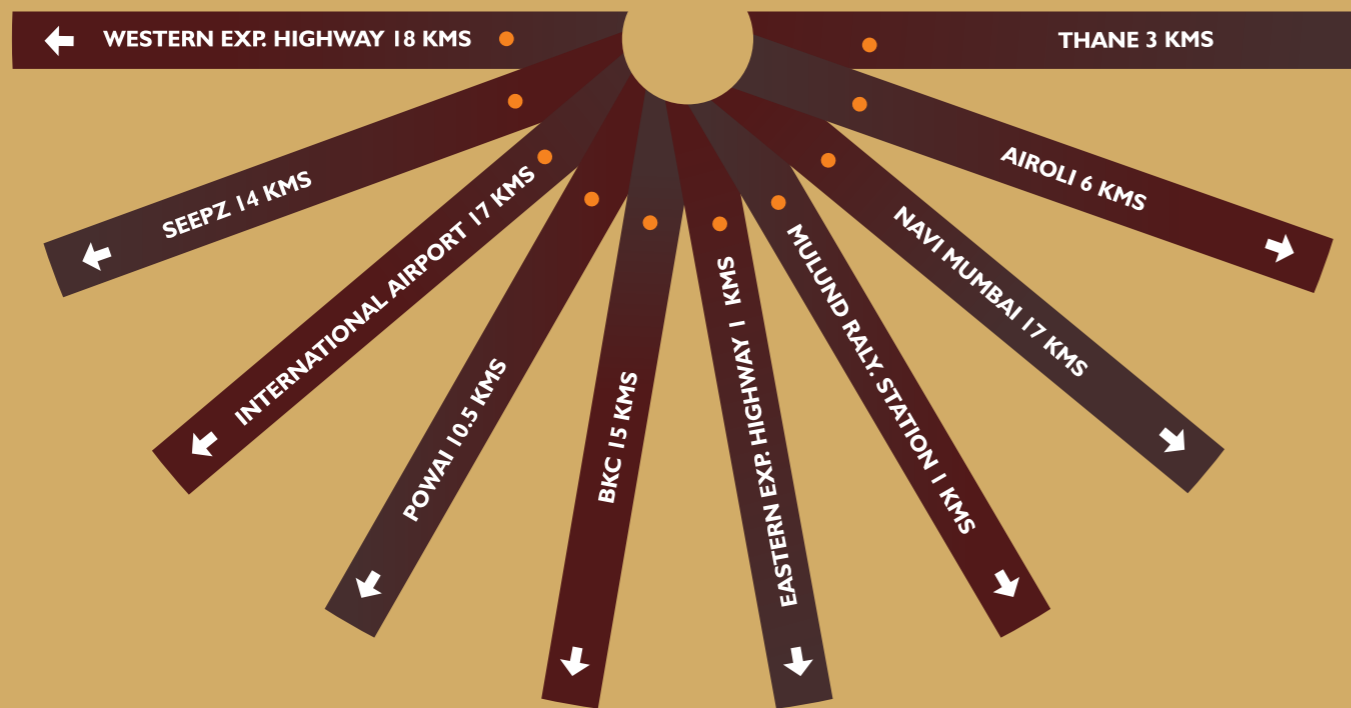 WESTERN EXP. HIGHWAY 18 KMS
SEEPZ 14 KMS
INTERNATIONAL AIRPORT 17 KMS
POWAI 10.5 KMS
BKC 15 KMS
EASTERN EXP. HIGHWAY 1 KMS
MULUND RALY. STATION 1 KMS
NAVI MUMBAI 17 KMS
AIROLI 6 KMS
THANE 3 KMS